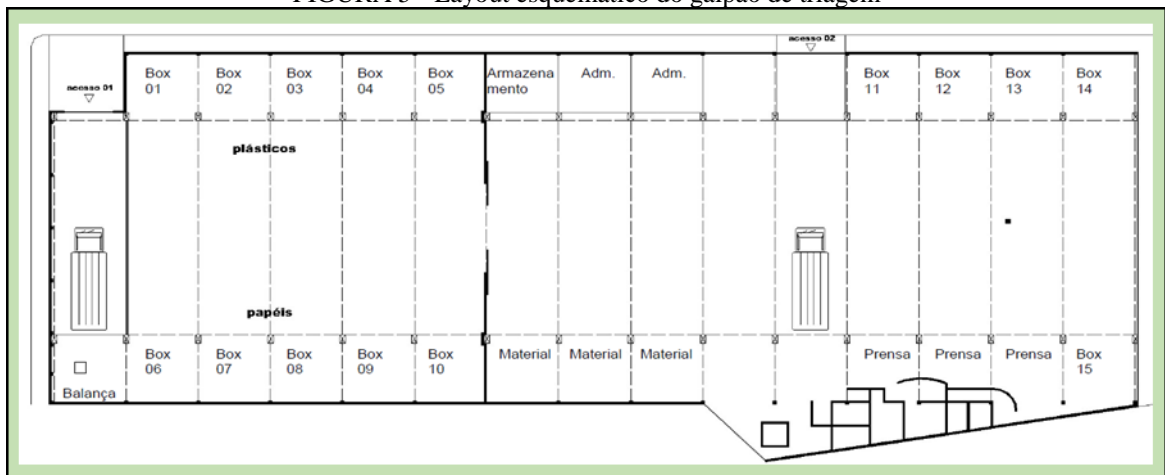 FIGURA 3 - Layout esquemático do galpão de triagem
acesso 02
acesso 01
Box 01
Box 02
Box 03
Box 04
Box 05
Armazena
mento
Adm.
Adm.
Box 11
Box 12
Box 13
Box 14
plásticos
papéis
Balança
Box 06
Box 07
Box 08
Box 09
Box 10
Material
Material
Material
Prensa
Prensa
Prensa
Box 15